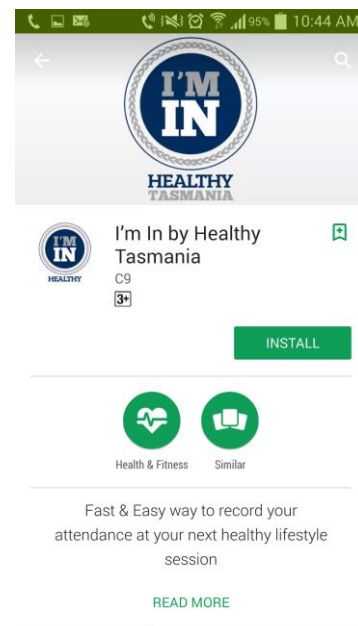 95% 10:44 AM
I'M
IN
HEALTHY
TASMANIA
I'M
IN
HEALTHY
I'm In by Healthy
Tasmania
C9
3+
INSTALL
Health & Fitness Similar
Fast & Easy way to record your
attendance at your next healthy lifestyle
session
READ MORE